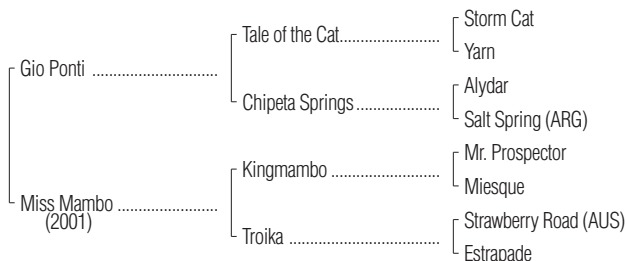 Storm Cat
Tale of the Cat
Yarn
Gio Ponti
Alydar
Chipeta Springs
Salt Spring (ARG)
Mr. Prospector
Kingmambo
Miesque
Miss Mambo
(2001)
Strawberry Road (AUS)
Troika
Estrapade